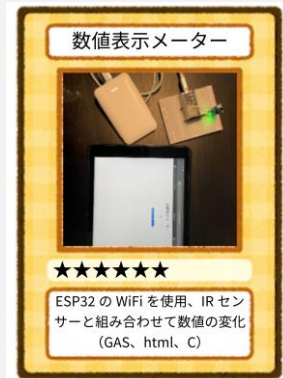 数値表示メーター
★★★★★★
ESP32 の WiFi を使用、IR セン
サーと組み合わせて数値の変化
（GAS、html、C）